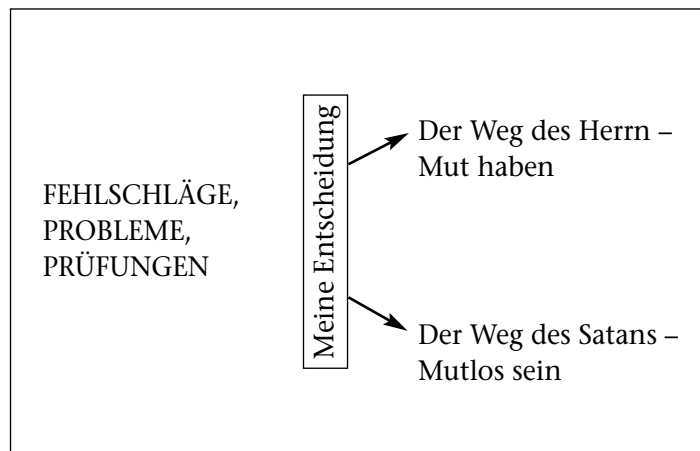 FEHLSCHLÄGE,
PROBLEME,
PRÜFUNGEN
Meine Entscheidung
Der Weg des Herrn –
Mut haben
Der Weg des Satans –
Mutlos sein